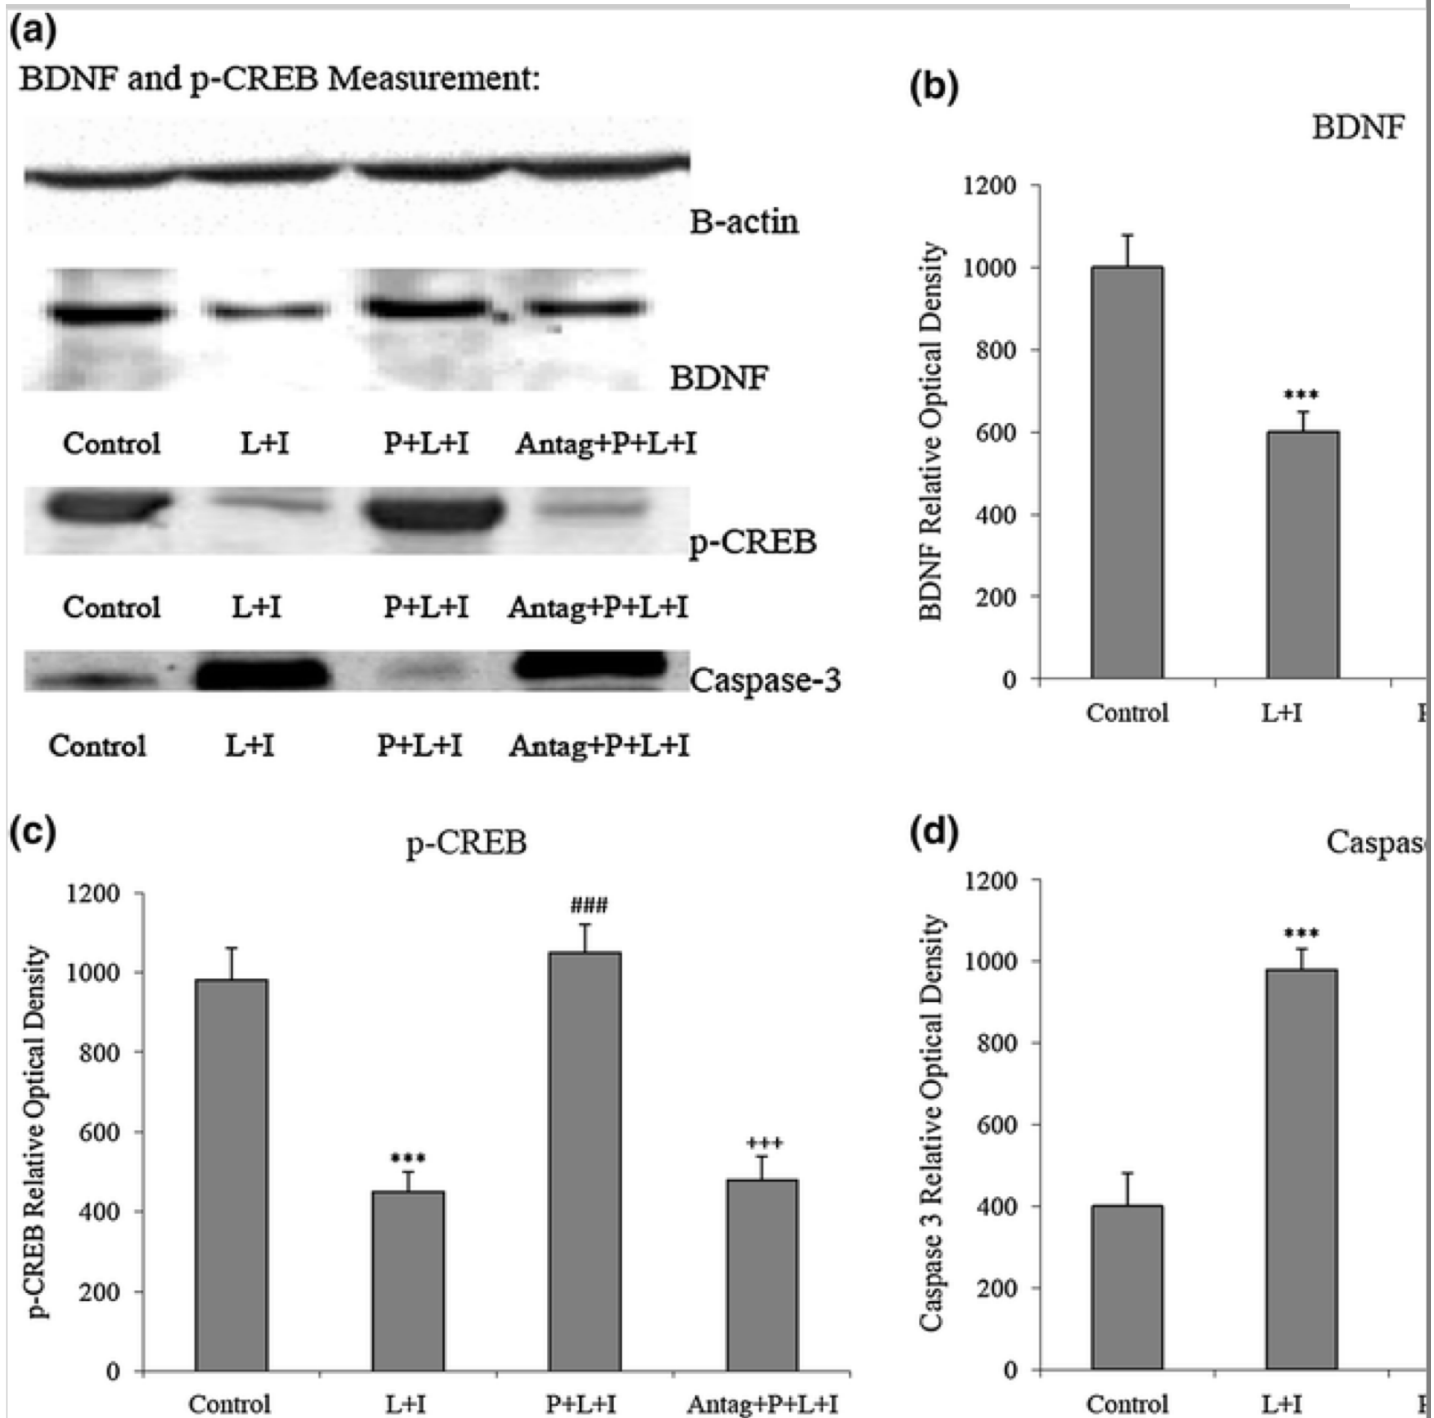 (a)
BDNF and p-CREB Measurement:
B-actin
BDNF
Control L+I P+L+I Antag+P+L+I
p-CREB
Control L+I P+L+I Antag+P+L+I
Caspase-3
Control L+I P+L+I Antag+P+L+I
(b)
BDNF
BDNF Relative Optical Density
1200
1000
800
600
400
200
0
***
Control L+I
(c)
p-CREB
p-CREB Relative Optical Density
1200
1000
800
600
400
200
0
***
###
+++
Control L+I P+L+I Antag+P+L+I
(d)
Caspas
Caspase 3 Relative Optical Density
1200
1000
800
600
400
200
0
***
Control L+I